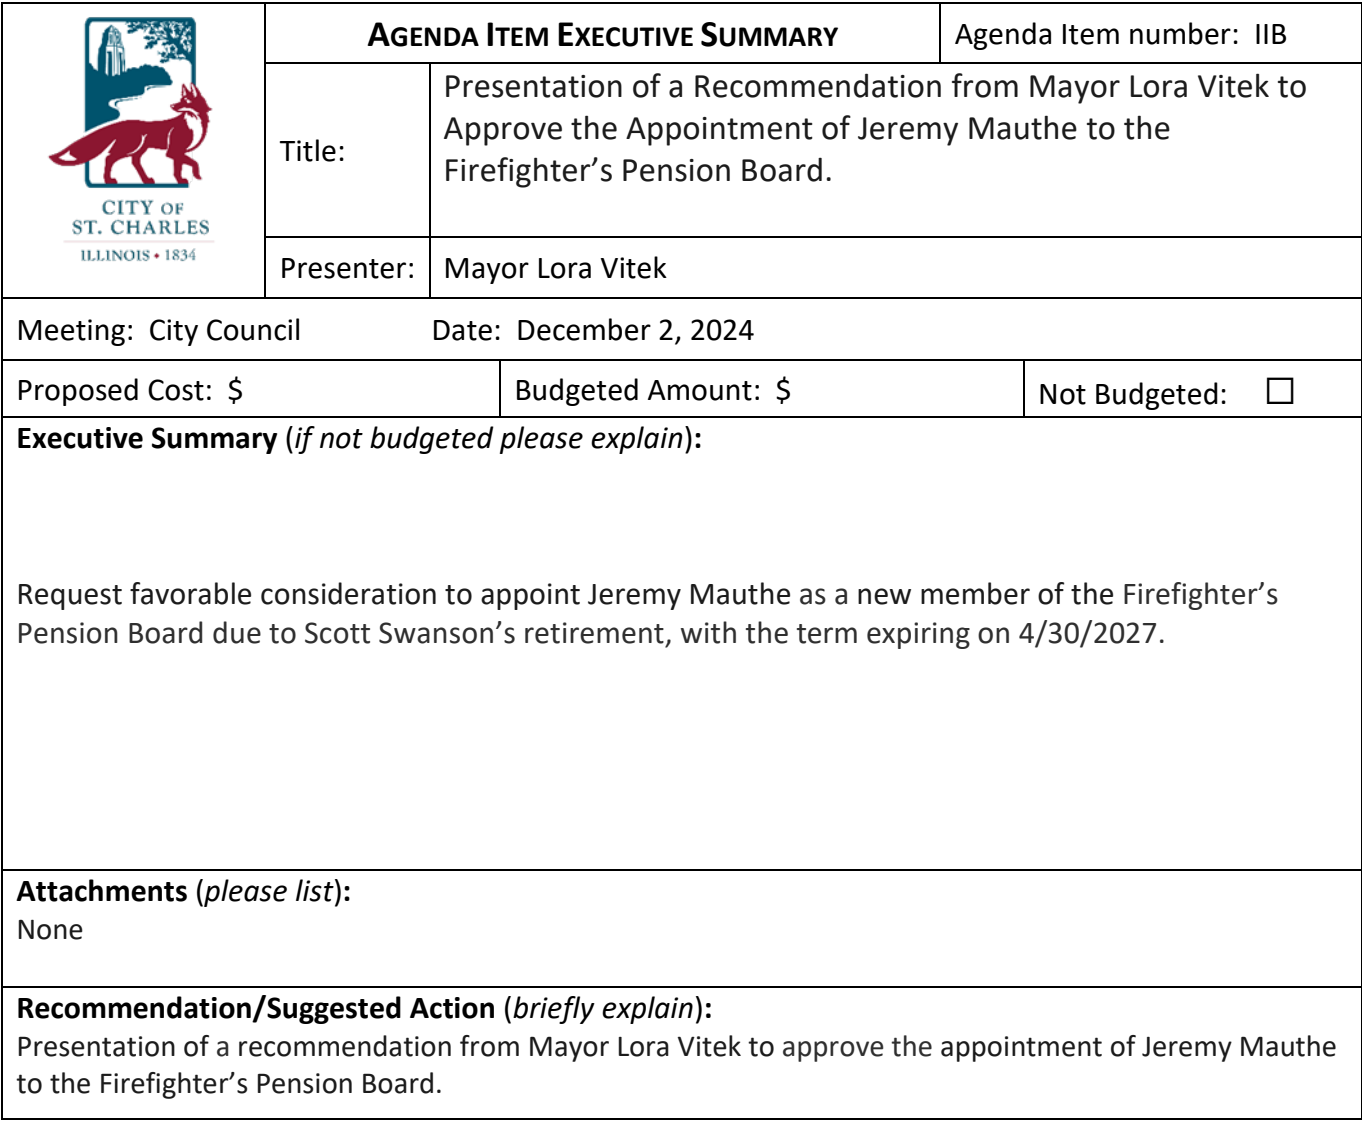 CITY OF
ST. CHARLES
ILLINOIS • 1834
AGENDA ITEM EXECUTIVE SUMMARY
Agenda Item number: IIB
Title:
Presentation of a Recommendation from Mayor Lora Vitek to
Approve the Appointment of Jeremy Mauthe to the
Firefighter’s Pension Board.
Presenter:
Mayor Lora Vitek
Meeting: City Council
Date: December 2, 2024
Proposed Cost: $
Budgeted Amount: $
Not Budgeted: ☐
Executive Summary (if not budgeted please explain):
Request favorable consideration to appoint Jeremy Mauthe as a new member of the Firefighter’s
Pension Board due to Scott Swanson’s retirement, with the term expiring on 4/30/2027.
Attachments (please list):
None
Recommendation/Suggested Action (briefly explain):
Presentation of a recommendation from Mayor Lora Vitek to approve the appointment of Jeremy Mauthe
to the Firefighter’s Pension Board.